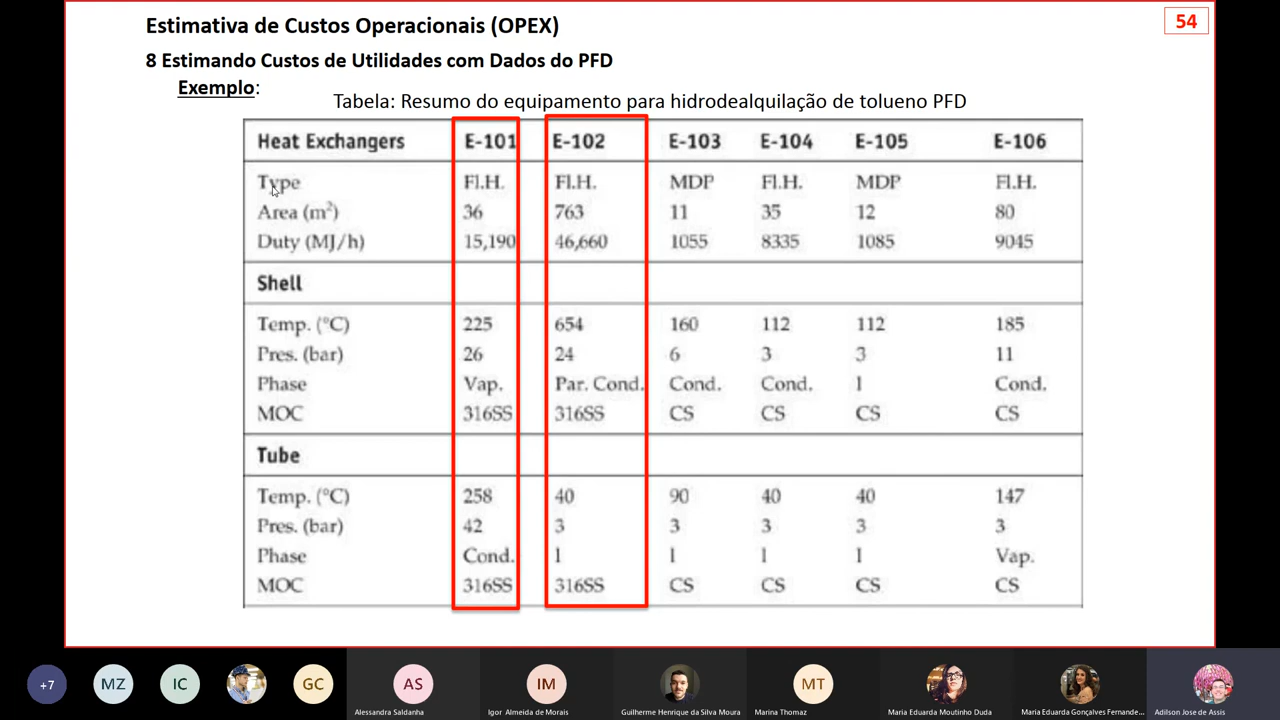 Estimativa de Custos Operacionais (OPEX)
54
8 Estimando Custos de Utilidades com Dados do PFD
Exemplo:
Tabela: Resumo do equipamento para hidrodealquilação de tolueno PFD
Heat Exchangers E-101 E-102 E-103 E-104 E-105 E-106
Type Fl.H. Fl.H. MDP Fl.H. MDP Fl.H.
Area (m²) 36 763 11 35 12 80
Duty (MJ/h) 15,190 46,660 1055 8335 1085 9045
Shell
Temp. (°C) 225 654 160 112 112 185
Pres. (bar) 26 24 6 3 3 11
Phase Vap. Par. Cond. Cond. Cond. l Cond.
MOC 316SS 316SS CS CS CS CS
Tube
Temp. (°C) 258 40 90 40 40 147
Pres. (bar) 42 3 3 3 3 3
Phase Cond. l l l l Vap.
MOC 316SS 316SS CS CS CS CS
+7 MZ IC GC AS IM MT
Alessandra Saldanha Igor Almeida de Morais Guilherme Henrique da Silva Moura Marina Thomaz Maria Eduarda Moutinho Duda Maria Eduarda Gonçalves Fernande... Adilson Jose de Assis